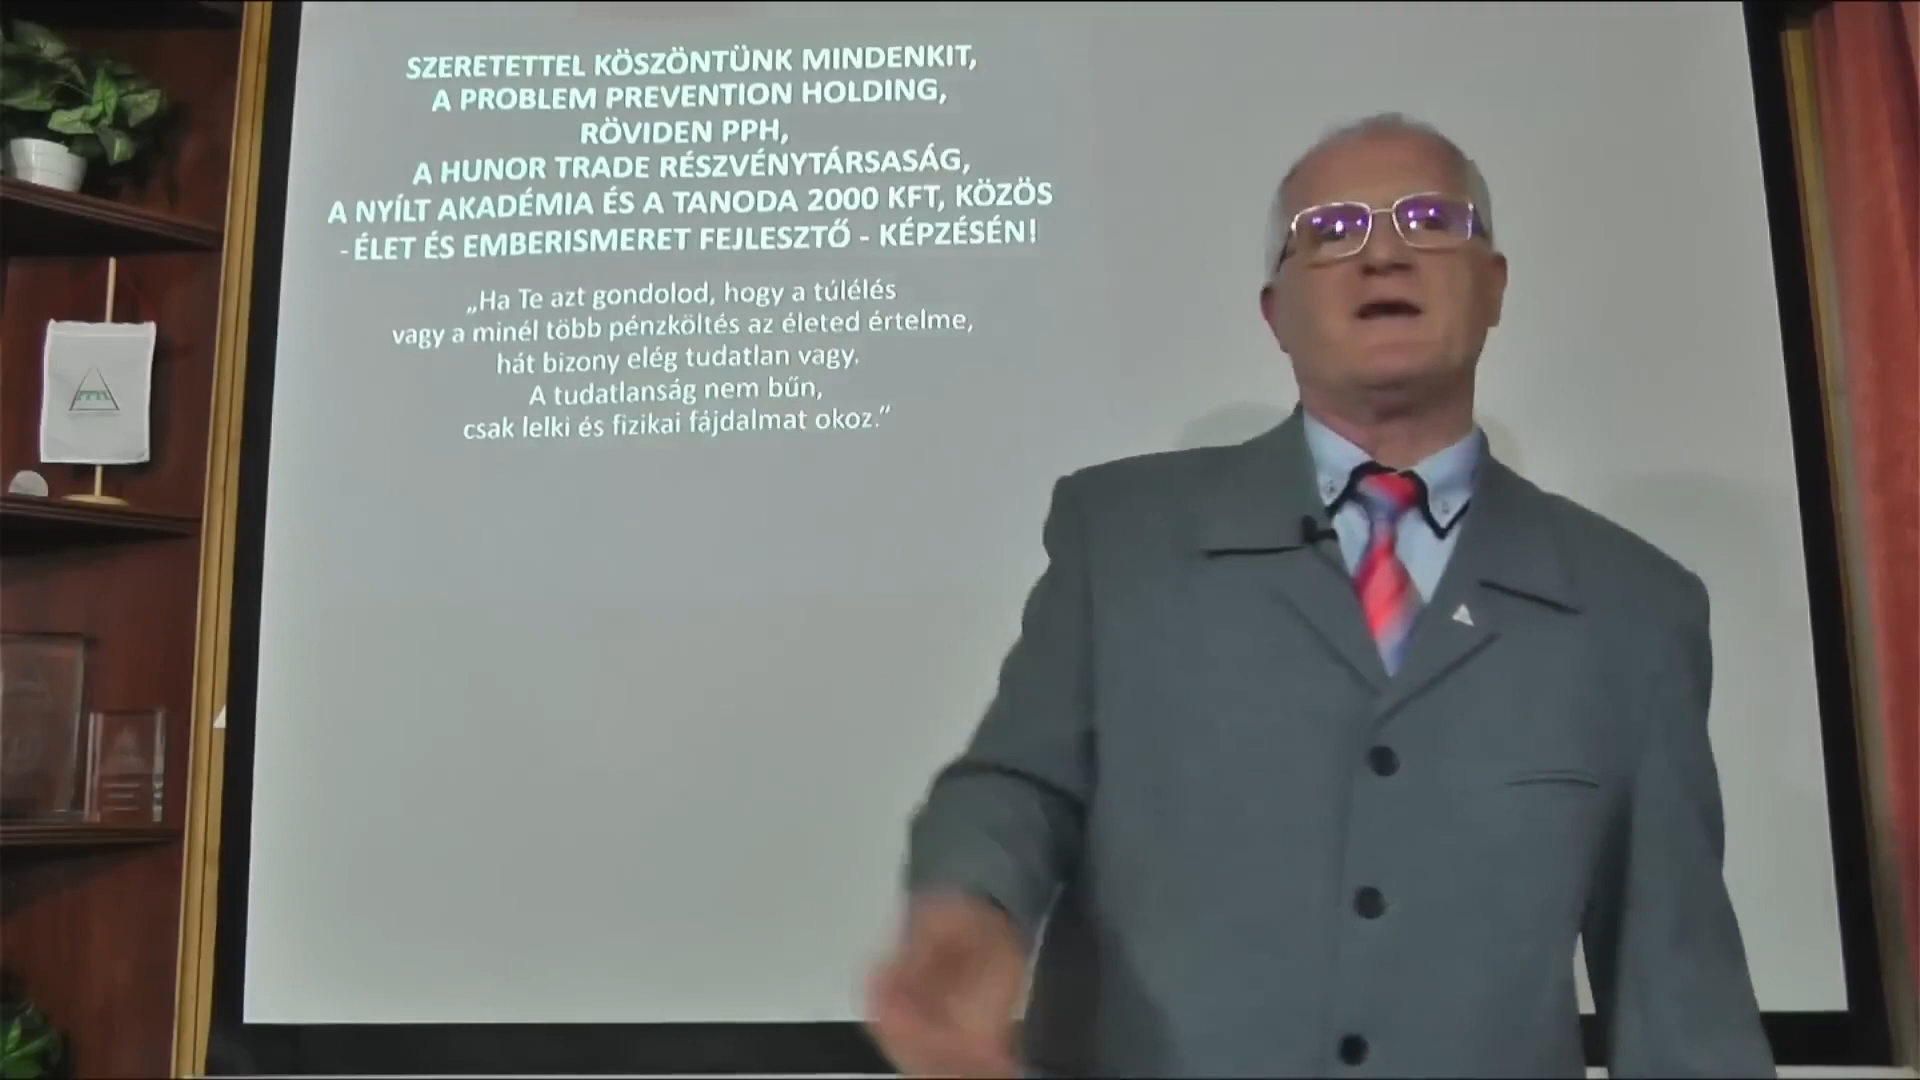 SZERETETTEL KÖSZÖNTÜNK MINDENKIT,
A PROBLEM PREVENTION HOLDING,
RÖVIDEN PPH,
A HUNOR TRADE RÉSZVÉNYTÁRSASÁG,
A NYÍLT AKADÉMIA ÉS A TANODA 2000 KFT, KÖZÖS
- ÉLET ÉS EMBERISMERET FEJLESZTŐ - KÉPZÉSÉN!
„Ha Te azt gondolod, hogy a túlélés
vagy a minél több pénzköltés az életed értelme,
hát bizony elég tudatlan vagy.
A tudatlanság nem bűn,
csak lelki és fizikai fájdalmat okoz.”